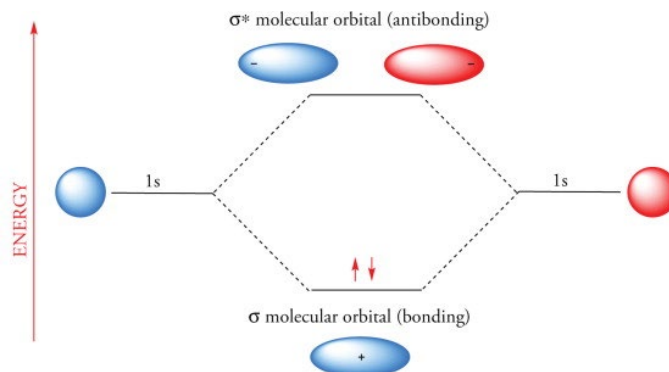 σ* molecular orbital (antibonding)
- -
1s 1s
ENERGY
σ molecular orbital (bonding)
+